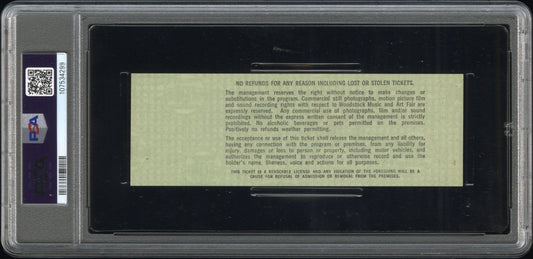 NO REFUNDS FOR ANY REASON INCLUDING LOST OR STOLEN TICKETS.
The management reserves the right without notice to make changes or
substitutions in the program. Commercial still photographs, motion picture film
and sound recording rights with respect to Woodstock Music and Art Fair are
expressly reserved. Any commercial use of photographs, film and/or sound
recordings without the express written consent of the management is strictly
prohibited. No alcoholic beverages or pets permitted on the premises.
Positively no refunds weather permitting.
The acceptance or use of this ticket shall release the management and all others,
having any connection with the program or premises, from any liability for
injury, damages or loss to person or property, including motor vehicles, and
authorizes the management to reproduce or otherwise record and use the
holder's name, likeness, voice and actions for all purposes.
THIS TICKET IS A REVOCABLE LICENSE AND ANY VIOLATION OF THE FOREGOING WILL BE A
CAUSE FOR REFUSAL OF ADMISSION OR REMOVAL FROM THE PREMISES.
107534299
PSA